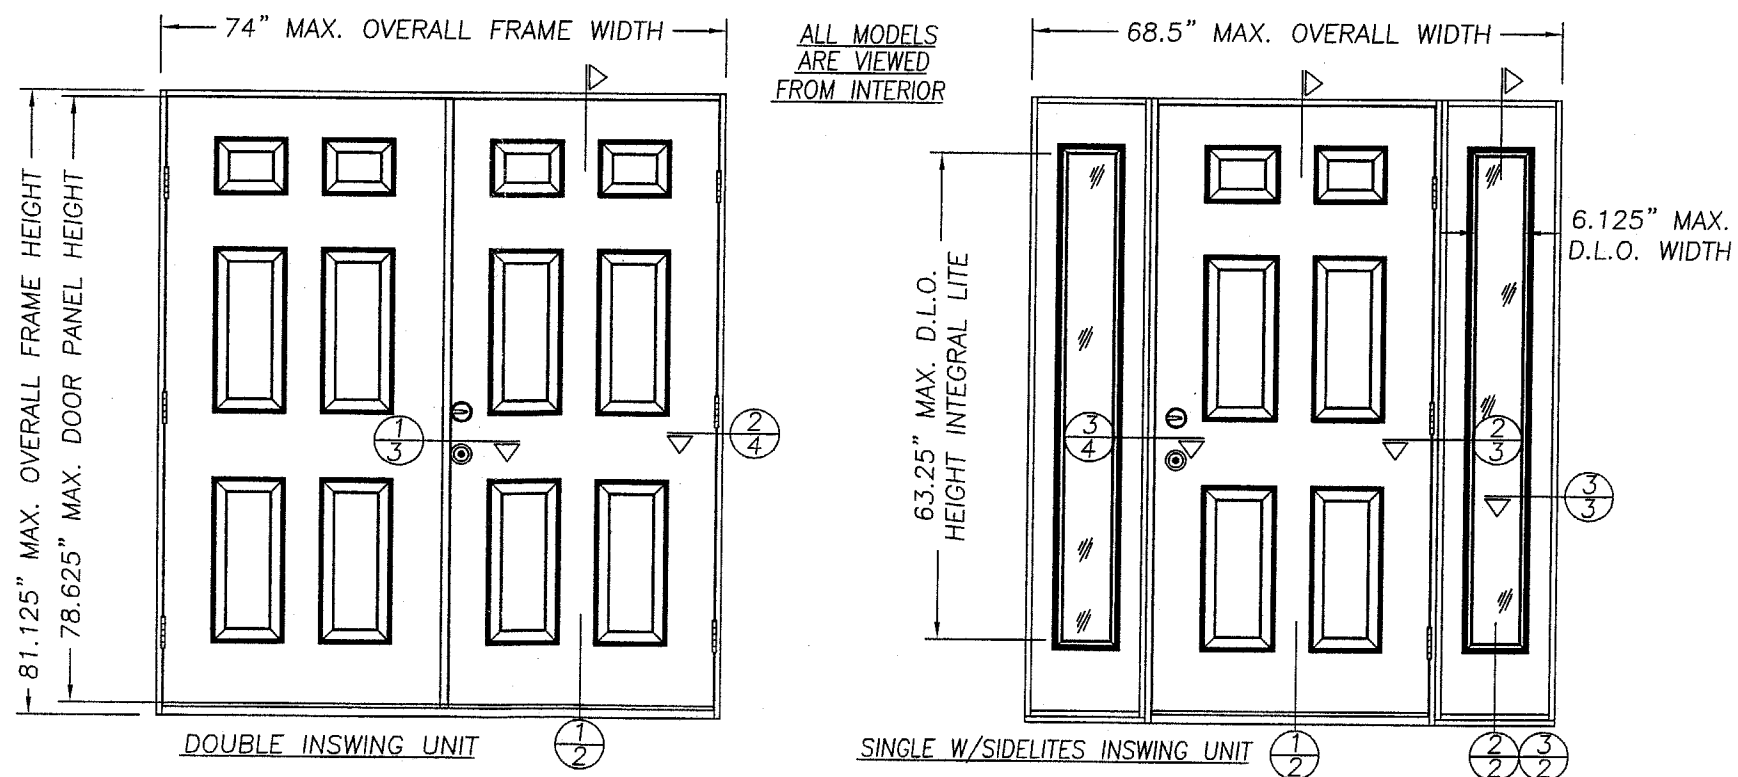 74” MAX. OVERALL FRAME WIDTH
81.125” MAX. OVERALL FRAME HEIGHT
78.625” MAX. DOOR PANEL HEIGHT
1
3
2
4
1
2
DOUBLE INSWING UNIT
ALL MODELS
ARE VIEWED
FROM INTERIOR
68.5” MAX. OVERALL WIDTH
63.25” MAX. D.L.O.
HEIGHT INTEGRAL LITE
6.125” MAX.
D.L.O. WIDTH
3
4
2
3
3
3
SINGLE W/SIDELITES INSWING UNIT
1
2
2
2
3
2